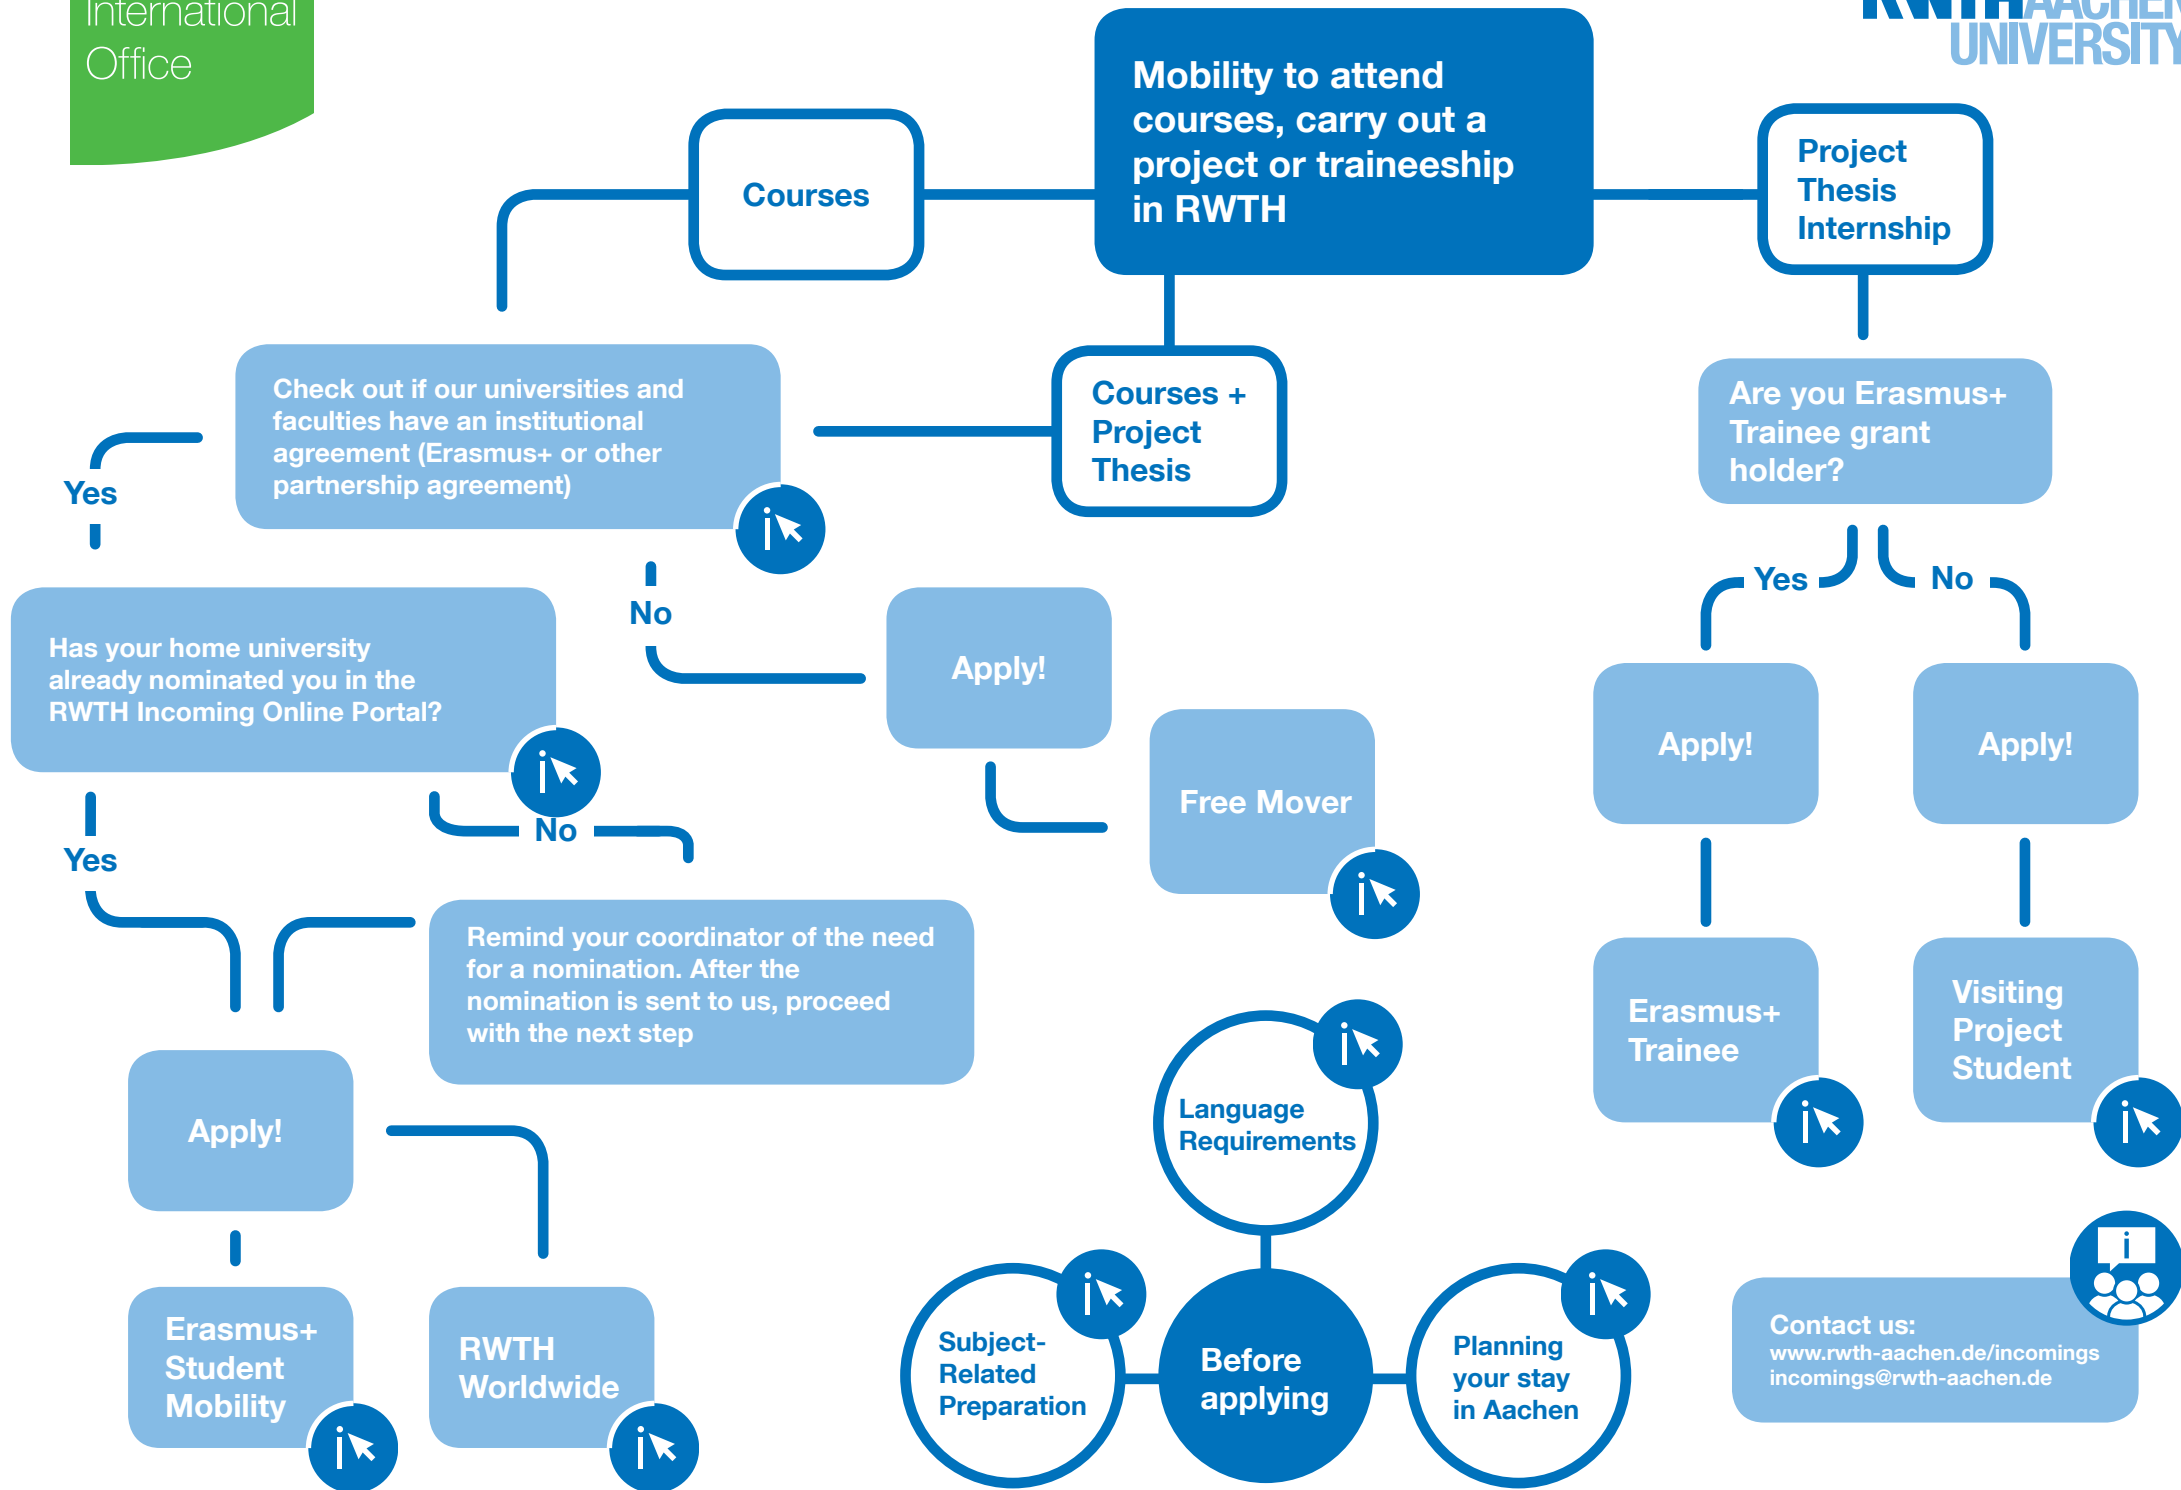 International
Office
RWTHAACHEN
UNIVERSITY
Mobility to attend
courses, carry out a
project or traineeship
in RWTH
Courses
Project
Thesis
Internship
Courses +
Project
Thesis
Check out if our universities and
faculties have an institutional
agreement (Erasmus+ or other
partnership agreement)
Are you Erasmus+
Trainee grant
holder?
Yes
No
Yes
No
Has your home university
already nominated you in the
RWTH Incoming Online Portal?
Apply!
Free Mover
Apply!
Apply!
Yes
No
Remind your coordinator of the need
for a nomination. After the
nomination is sent to us, proceed
with the next step
Erasmus+
Trainee
Visiting
Project
Student
Apply!
Erasmus+
Student
Mobility
RWTH
Worldwide
Language
Requirements
Subject-
Related
Preparation
Before
applying
Planning
your stay
in Aachen
Contact us:
www.rwth-aachen.de/incomings
incomings@rwth-aachen.de